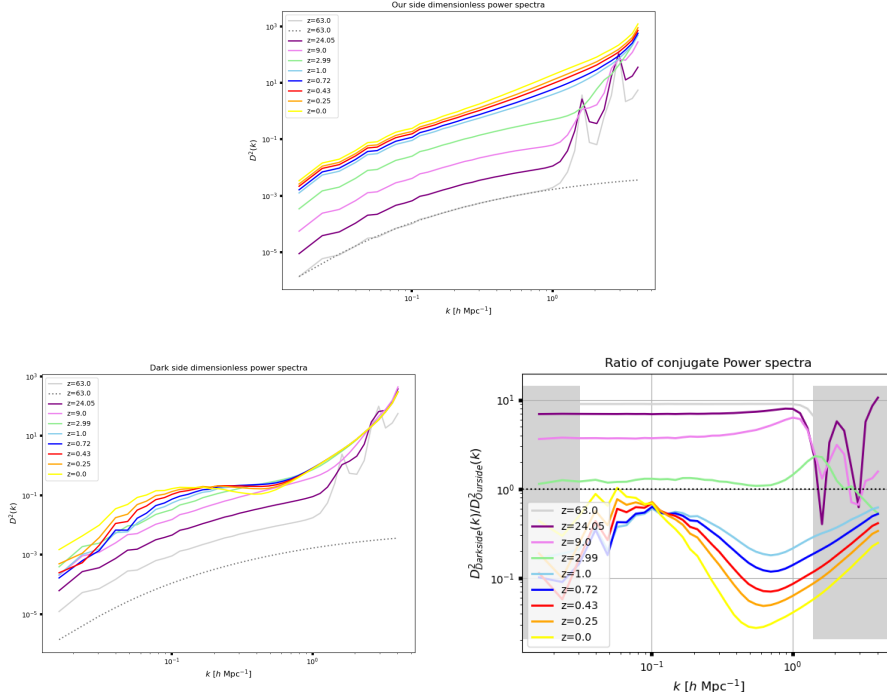 Our side dimensionless power spectra
z=63.0
z=63.0
z=24.05
z=9.0
z=2.99
z=1.0
z=0.72
z=0.43
z=0.25
z=0.0
10³
10¹
10⁻¹
10⁻³
10⁻⁵
D²(k)
10⁻¹
10⁰
k [h Mpc⁻¹]
Dark side dimensionless power spectra
z=63.0
z=63.0
z=24.05
z=9.0
z=2.99
z=1.0
z=0.72
z=0.43
z=0.25
z=0.0
10³
10¹
10⁻¹
10⁻³
10⁻⁵
D²(k)
10⁻¹
10⁰
k [h Mpc⁻¹]
Ratio of conjugate Power spectra
10¹
10⁰
10⁻¹
D²Darkside(k)/D²Ourside(k)
z=63.0
z=24.05
z=9.0
z=2.99
z=1.0
z=0.72
z=0.43
z=0.25
z=0.0
10⁻¹
10⁰
k [h Mpc⁻¹]